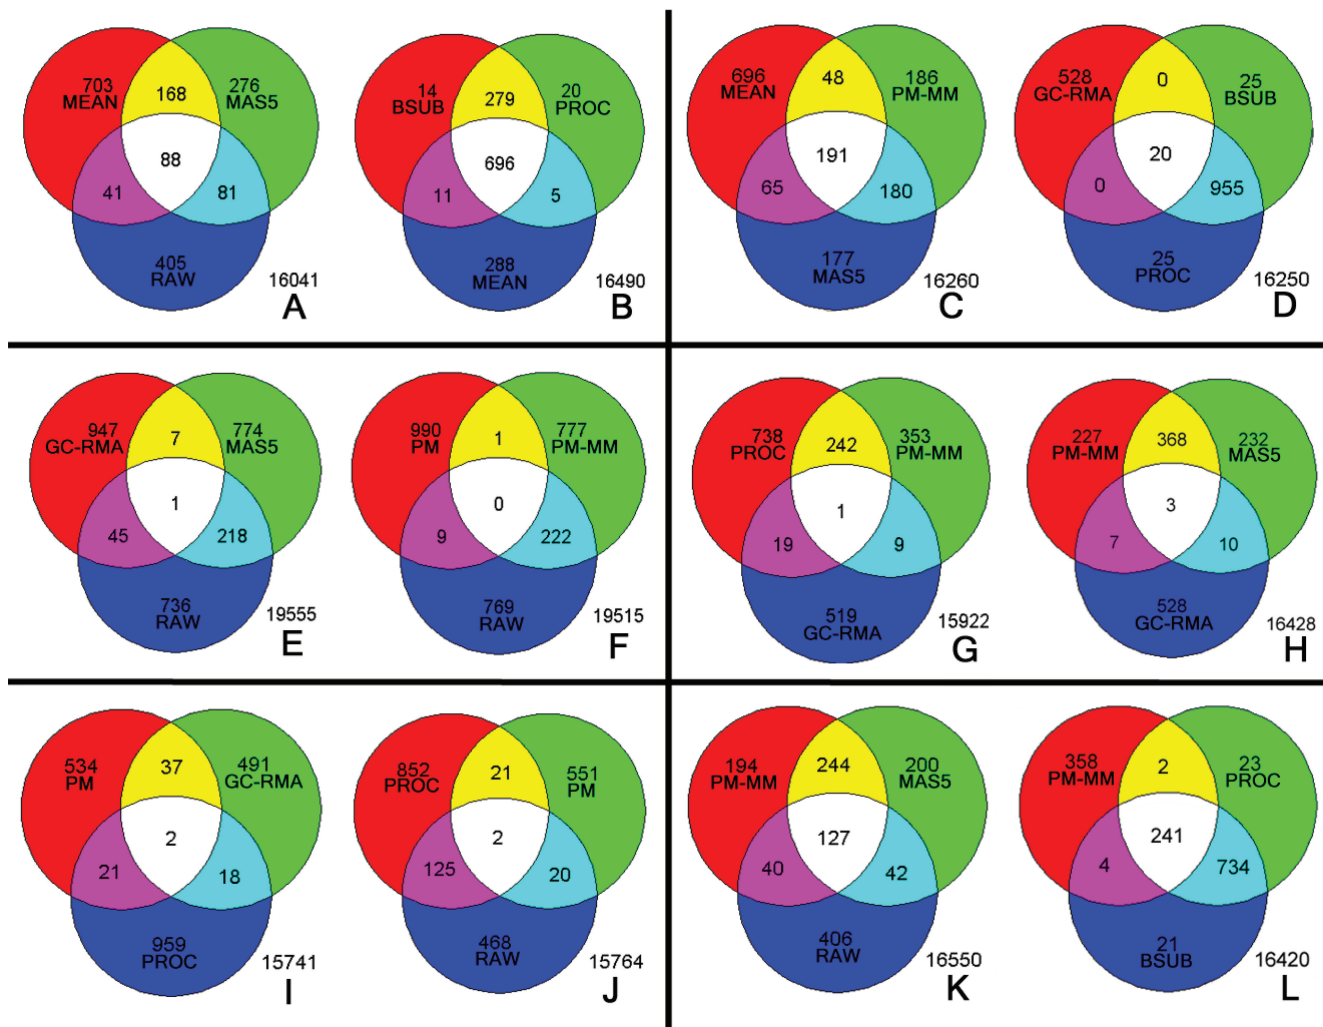 703
MEAN
168
276
MAS5
88
41
81
405
RAW
16041
A
14
BSUB
279
20
PROC
696
11
5
288
MEAN
16490
B
696
MEAN
48
186
PM-MM
191
65
180
177
MAS5
16260
C
528
GC-RMA
0
25
BSUB
20
0
955
25
PROC
16250
D
947
GC-RMA
7
774
MAS5
1
45
218
736
RAW
19555
E
990
PM
1
777
PM-MM
0
9
222
769
RAW
19515
F
738
PROC
242
353
PM-MM
1
19
9
519
GC-RMA
15922
G
227
PM-MM
368
232
MAS5
3
7
10
528
GC-RMA
16428
H
534
PM
37
491
GC-RMA
2
21
18
959
PROC
15741
I
852
PROC
21
551
PM
2
125
20
468
RAW
15764
J
194
PM-MM
244
200
MAS5
127
40
42
406
RAW
16550
K
358
PM-MM
2
23
PROC
241
4
734
21
BSUB
16420
L